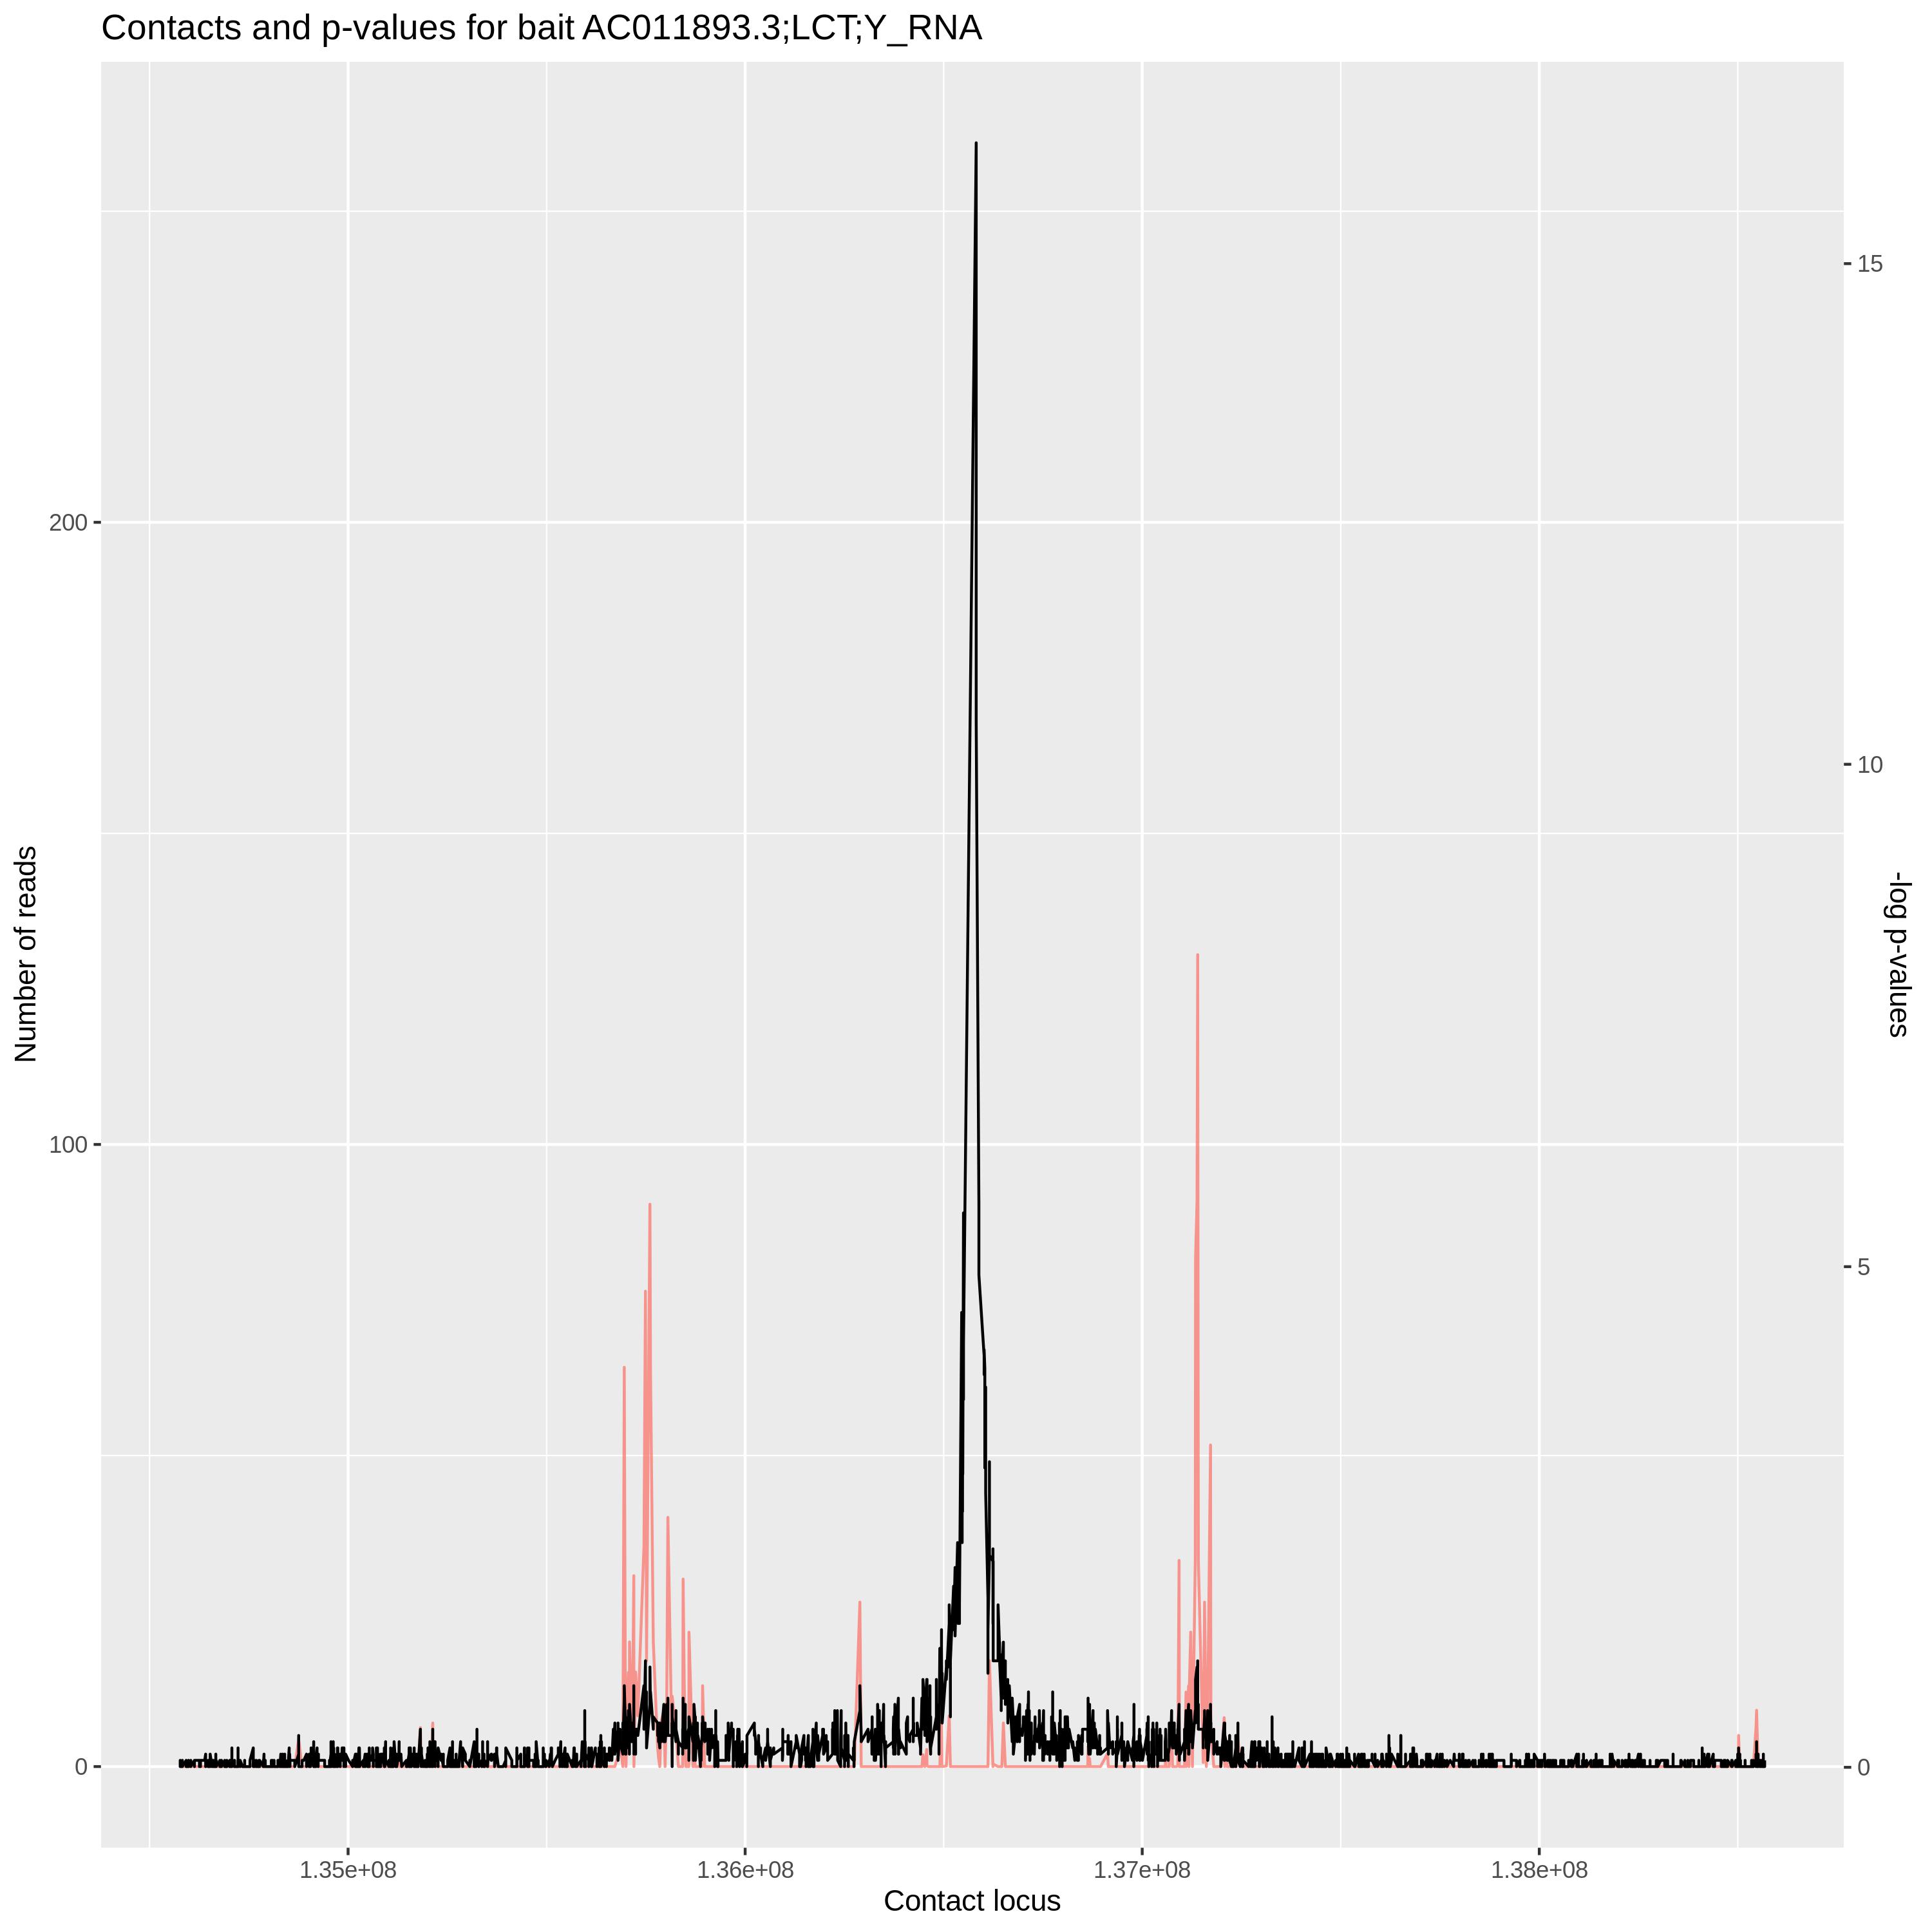 Contacts and p-values for bait AC011893.3;LCT;Y_RNA
15
200
10
Number of reads
-log p-values
5
100
0
0
1.35e+08
1.36e+08
1.37e+08
1.38e+08
Contact locus